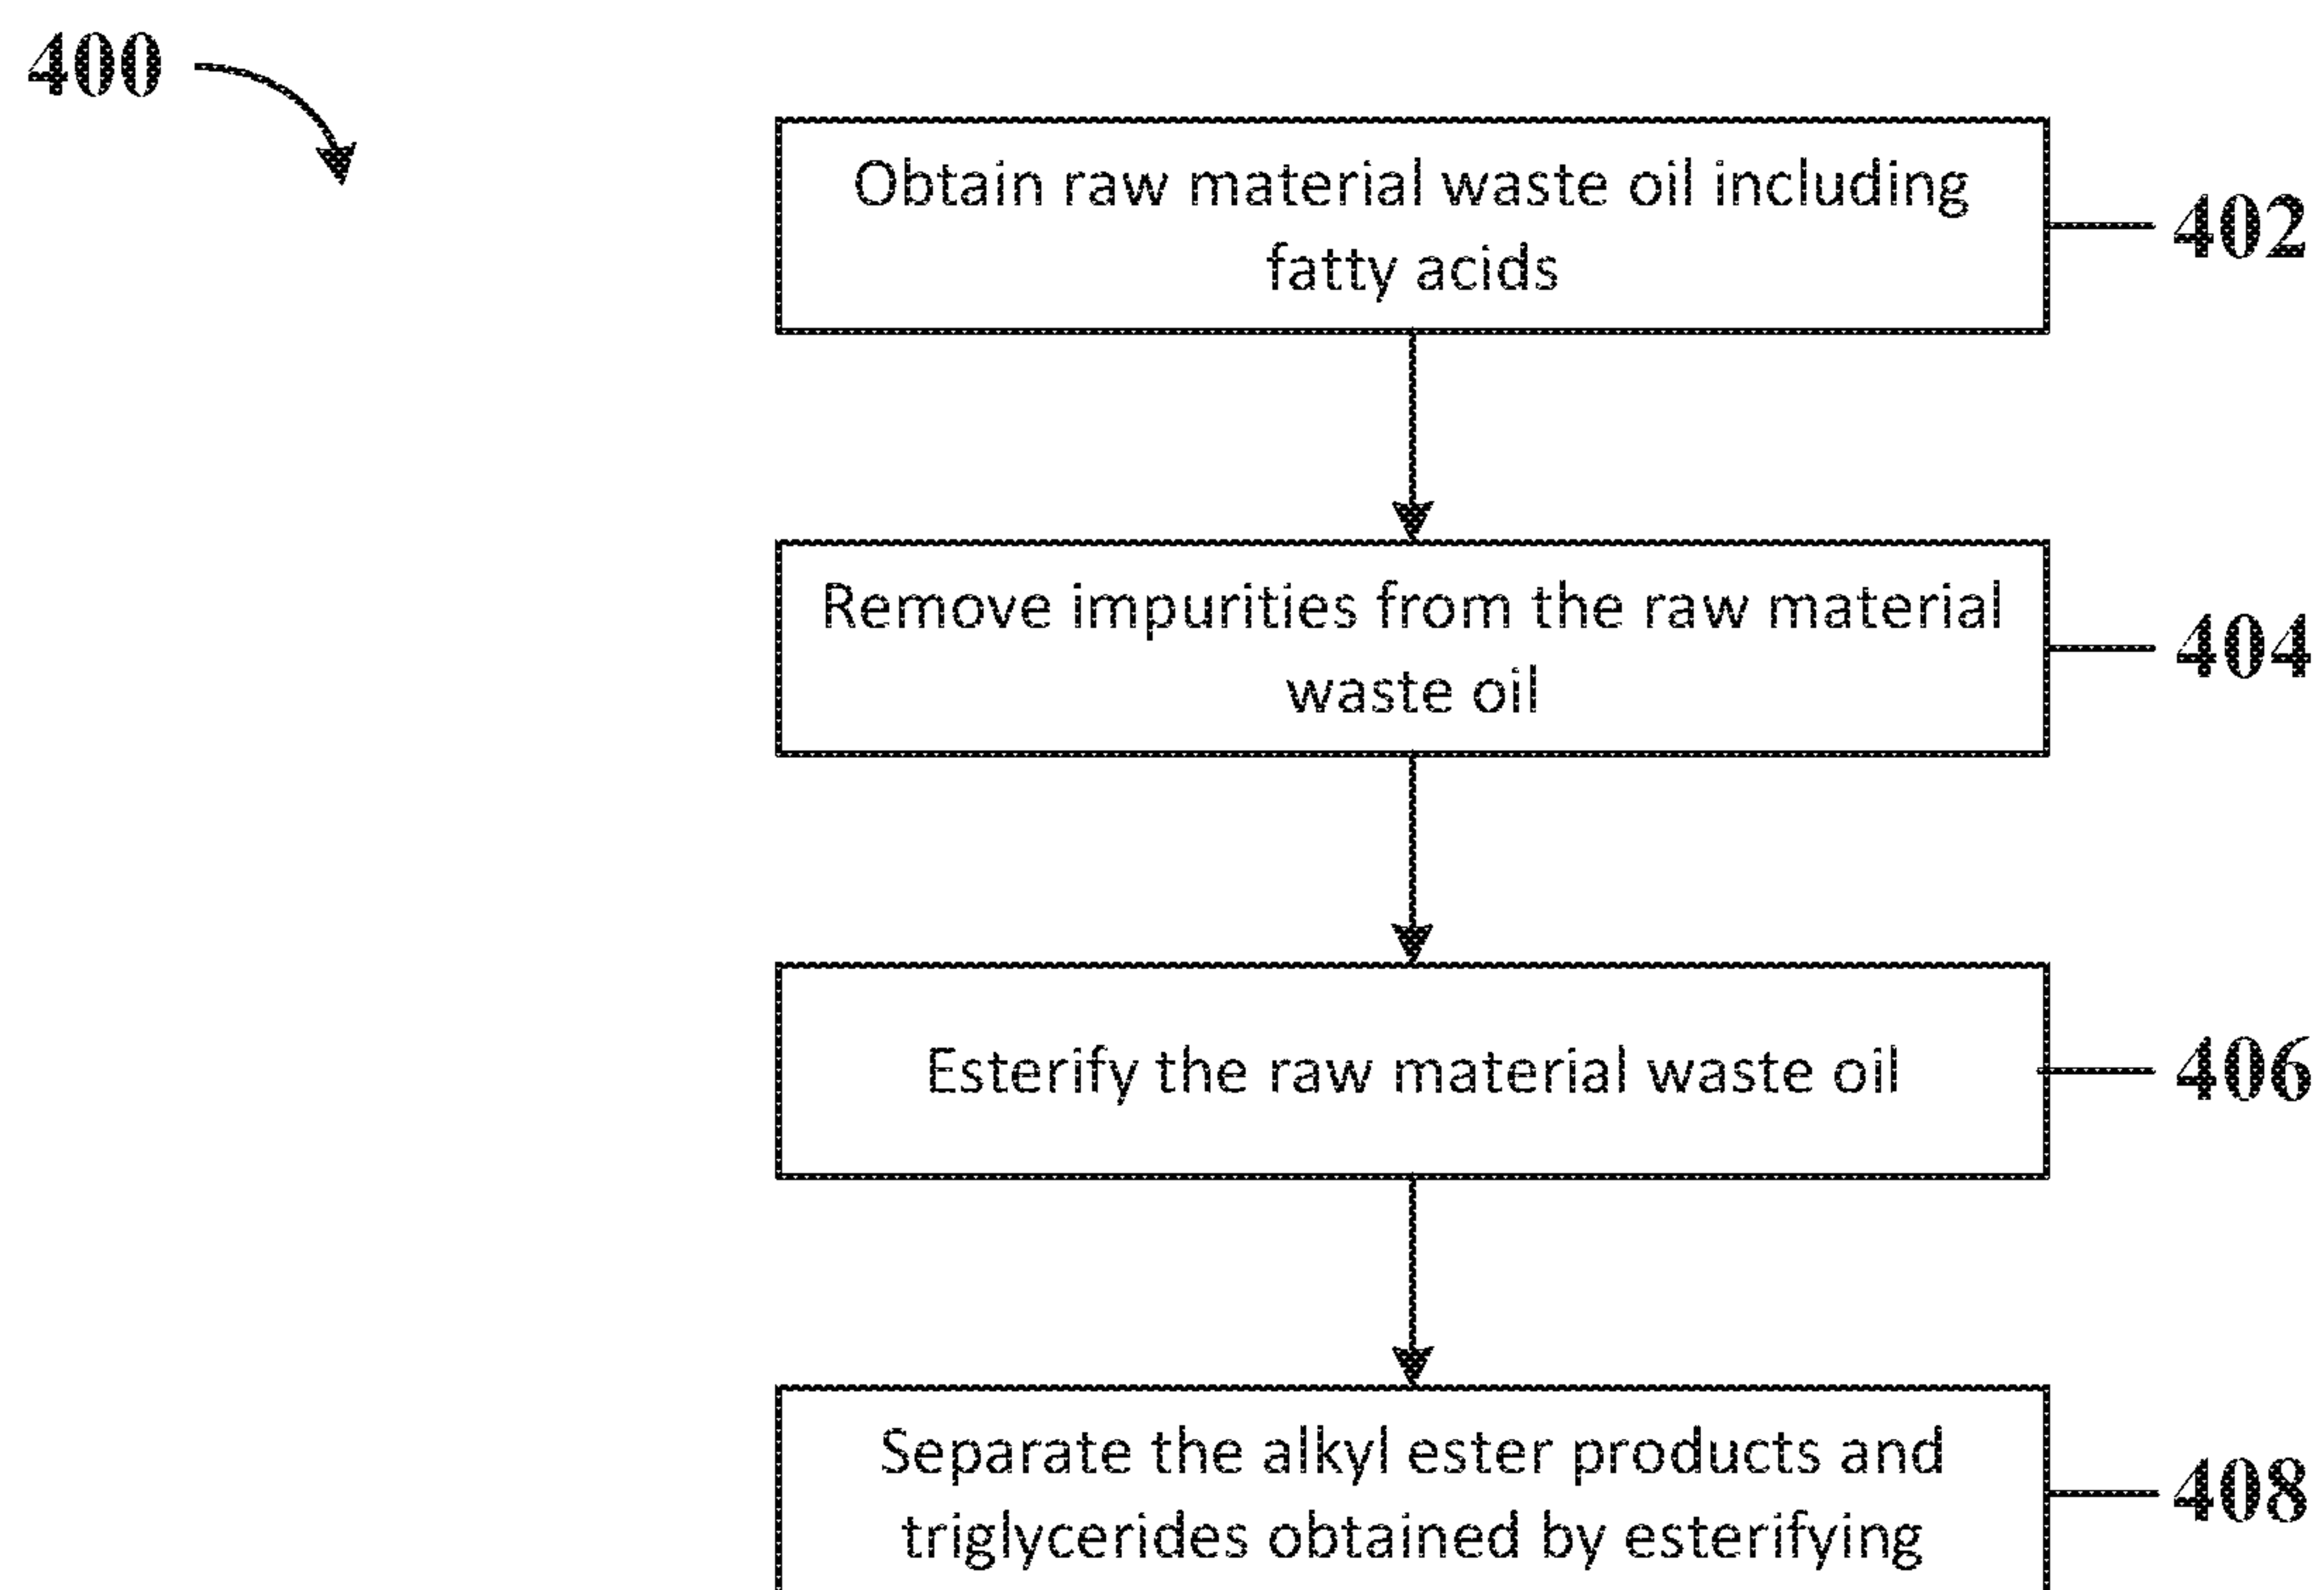 400
Obtain raw material waste oil including
fatty acids
402
Remove impurities from the raw material
waste oil
404
Esterify the raw material waste oil
406
Separate the alkyl ester products and
triglycerides obtained by esterifying
408